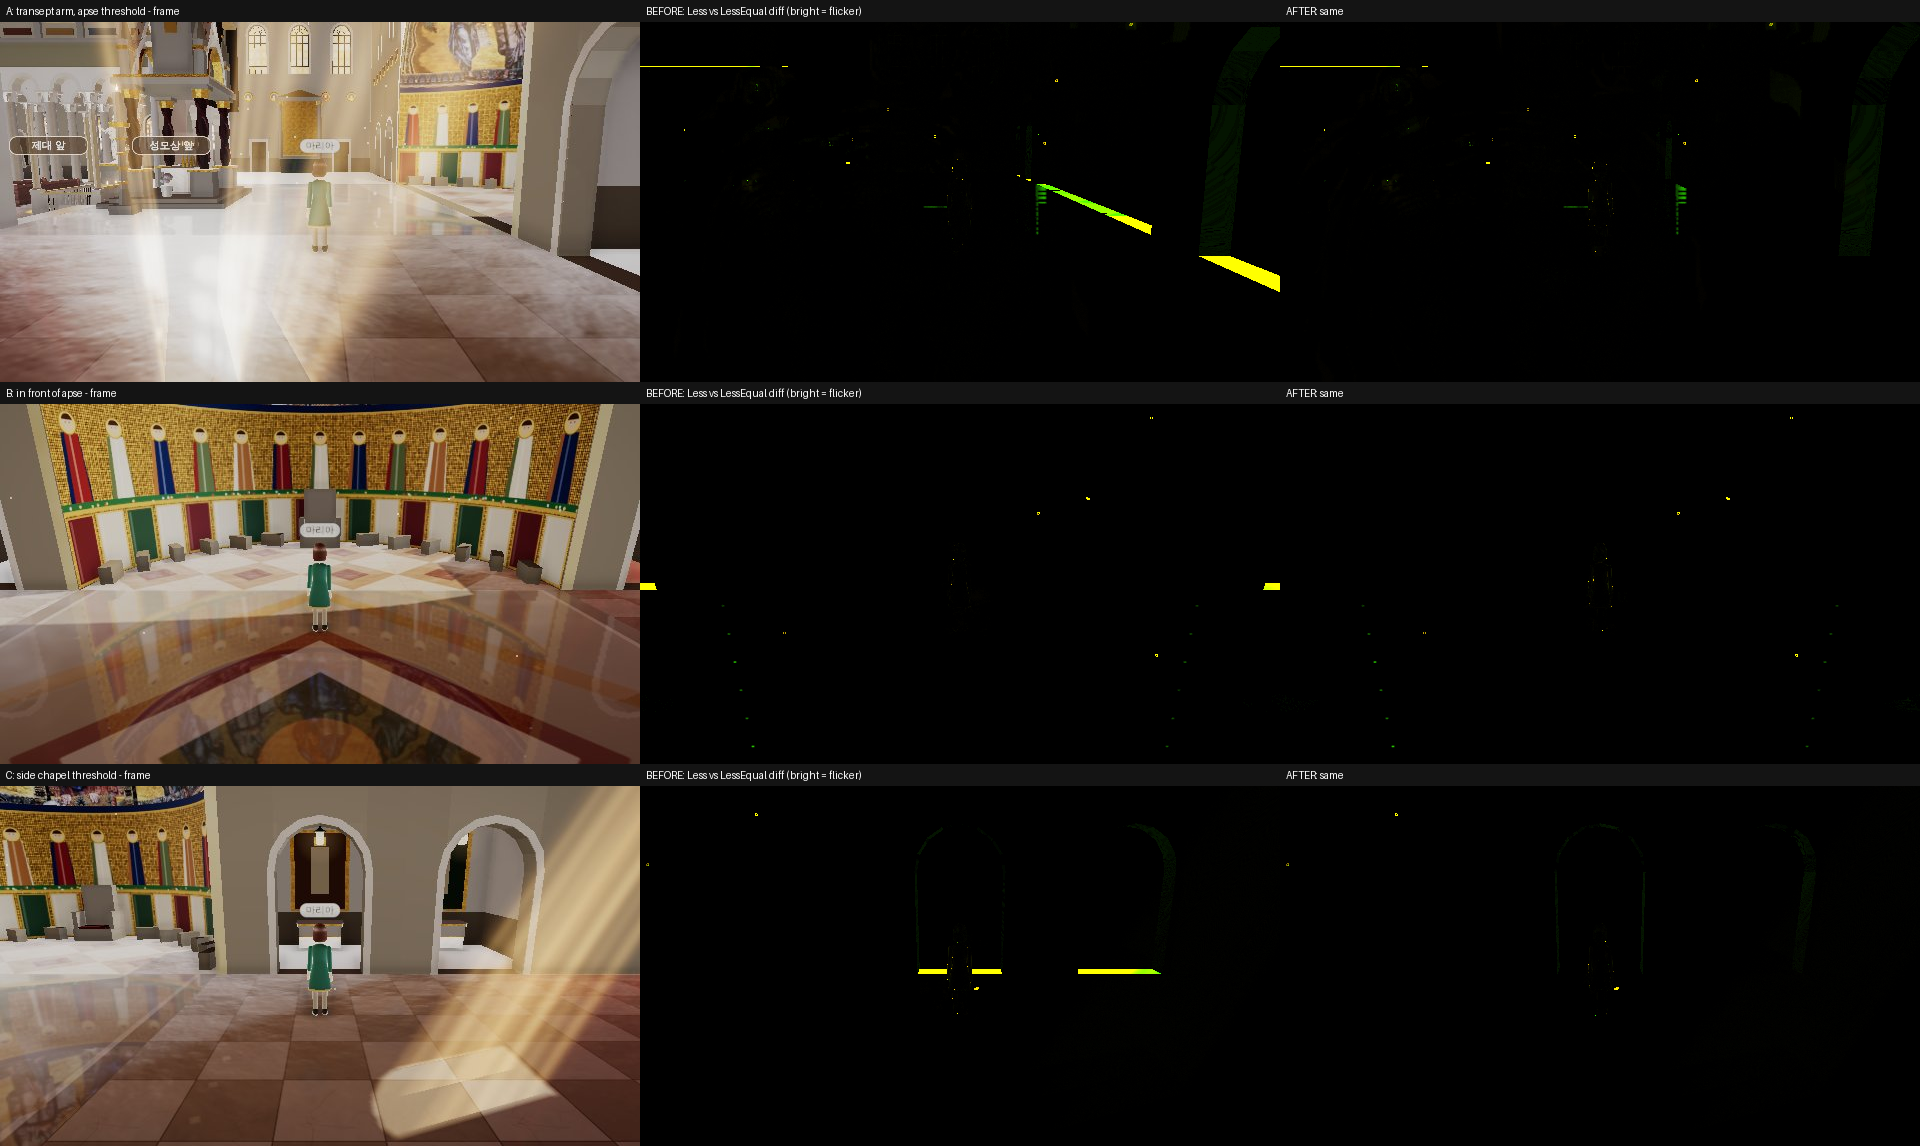 A: transept arm, apse threshold - frame
BEFORE: Less vs LessEqual diff (bright = flicker)
AFTER: same
제대 앞
성모상 앞
마리아
B: in front of apse - frame
BEFORE: Less vs LessEqual diff (bright = flicker)
AFTER: same
마리아
C: side chapel threshold - frame
BEFORE: Less vs LessEqual diff (bright = flicker)
AFTER: same
마리아